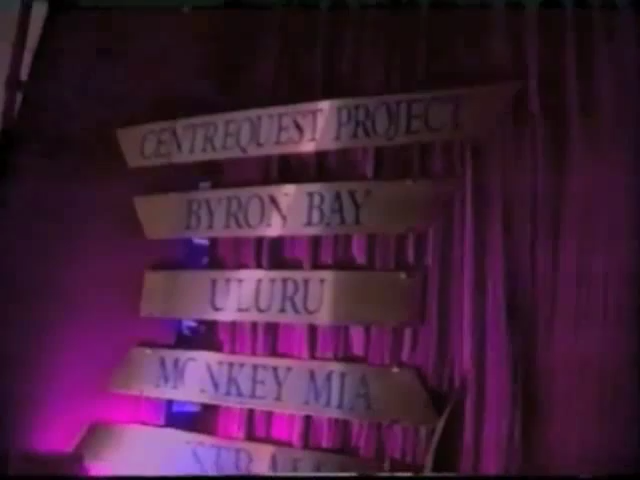 CENTREQUEST PROJECT
BYRON BAY
ULURU
MONKEY MIA